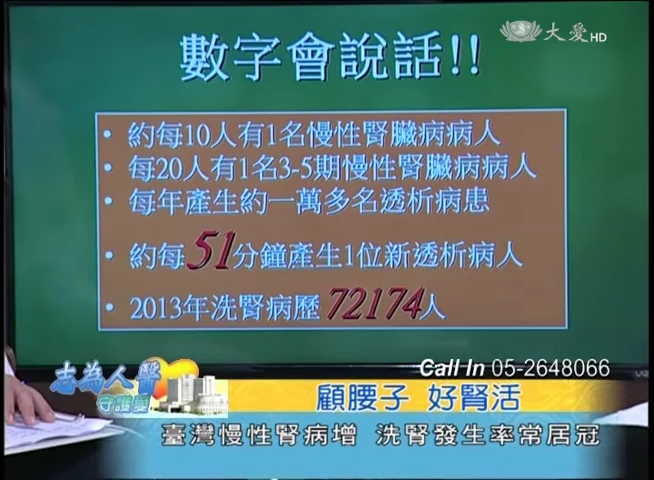 大愛HD
數字會說話!!
• 約每10人有1名慢性腎臟病病人
• 每20人有1名3-5期慢性腎臟病病人
• 每年產生約一萬多名透析病患
• 約每51分鐘產生1位新透析病人
• 2013年洗腎病歷72174人
Call In 05-2648066
志為人醫
守護愛
顧腰子 好腎活
臺灣慢性腎病增 洗腎發生率常居冠